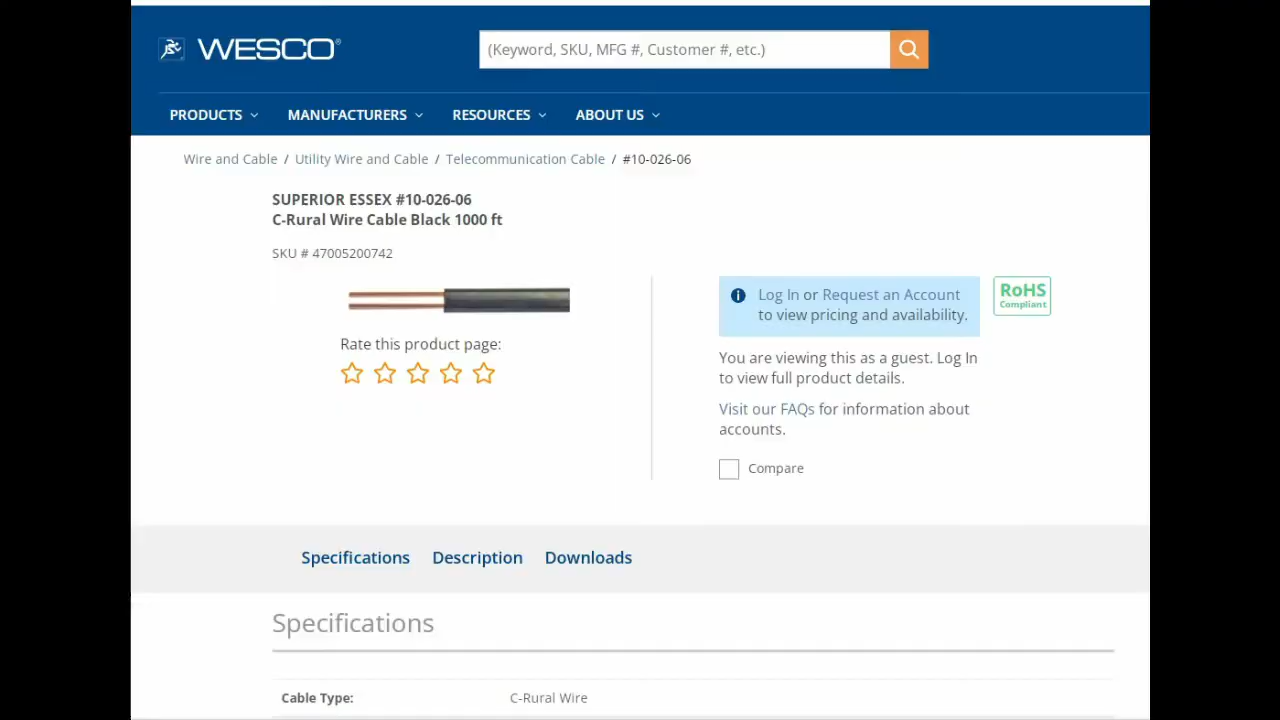 WESCO®
(Keyword, SKU, MFG #, Customer #, etc.)
PRODUCTS MANUFACTURERS RESOURCES ABOUT US
Wire and Cable / Utility Wire and Cable / Telecommunication Cable / #10-026-06
SUPERIOR ESSEX #10-026-06
C-Rural Wire Cable Black 1000 ft
SKU # 47005200742
Log In or Request an Account
to view pricing and availability.
RoHS
Compliant
Rate this product page:
You are viewing this as a guest. Log In
to view full product details.
Visit our FAQs for information about
accounts.
Compare
Specifications Description Downloads
Specifications
Cable Type: C-Rural Wire